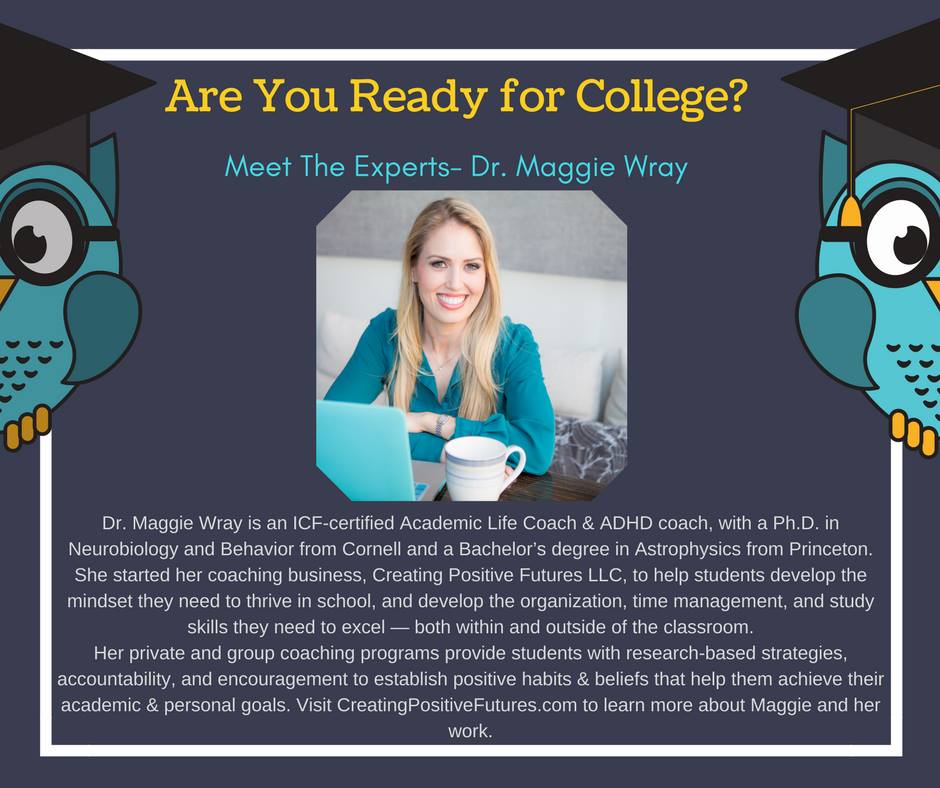 Are You Ready for College?
Meet The Experts- Dr. Maggie Wray
Dr. Maggie Wray is an ICF-certified Academic Life Coach & ADHD coach, with a Ph.D. in
Neurobiology and Behavior from Cornell and a Bachelor’s degree in Astrophysics from Princeton.
She started her coaching business, Creating Positive Futures LLC, to help students develop the
mindset they need to thrive in school, and develop the organization, time management, and study
skills they need to excel — both within and outside of the classroom.
Her private and group coaching programs provide students with research-based strategies,
accountability, and encouragement to establish positive habits & beliefs that help them achieve their
academic & personal goals. Visit CreatingPositiveFutures.com to learn more about Maggie and her
work.